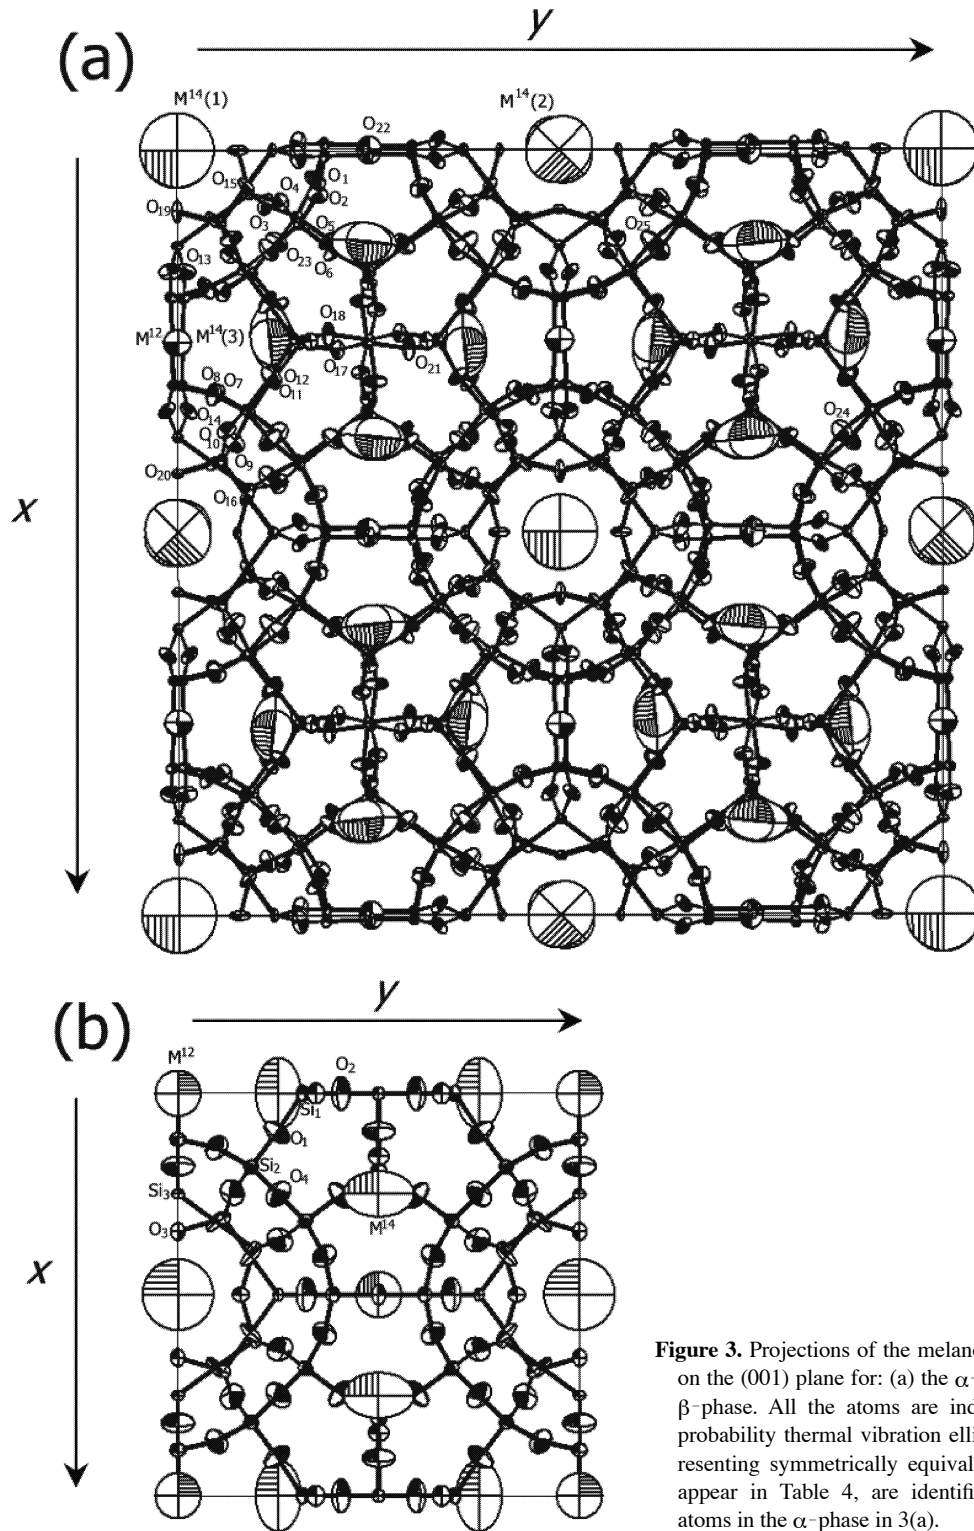 (a)
y
M¹⁴(1)
M¹⁴(2)
O₂₂
O₁₅
O₄
O₁
O₂
O₁₉
O₃
O₅
O₂₅
O₁₃
O₂₃
O₆
O₁₈
M¹²
M¹⁴(3)
O₁₇
O₂₁
O₈
O₇
O₁₂
O₁₁
O₁₄
O₂₄
O₁₀
O₉
O₂₀
O₁₆
x
(b)
y
M¹²
O₂
Si₁
O₁
Si₂
O₄
Si₃
M¹⁴
O₃
x
Figure 3. Projections of the melano
on the (001) plane for: (a) the α-
β-phase. All the atoms are ind
probability thermal vibration elli
resenting symmetrically equival
appear in Table 4, are identifi
atoms in the α-phase in 3(a).